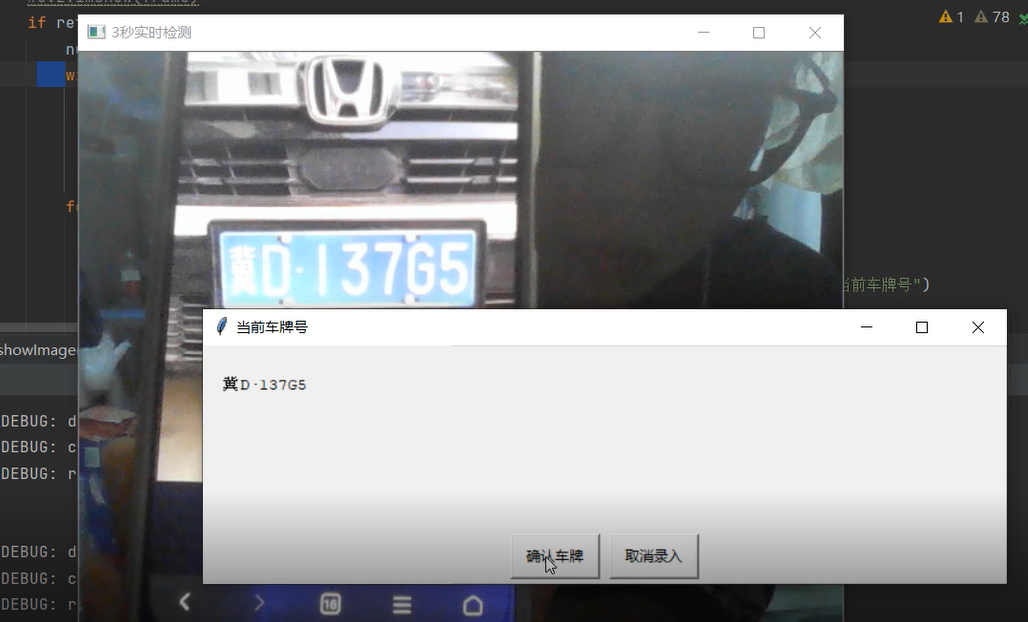 if re
1 78
3秒实时检测
冀D·137G5
当前车牌号")
showImage
当前车牌号
冀D·137G5
DEBUG: d
DEBUG: c
DEBUG: r
DEBUG: d
DEBUG: c
DEBUG: r
确认车牌 取消录入
16